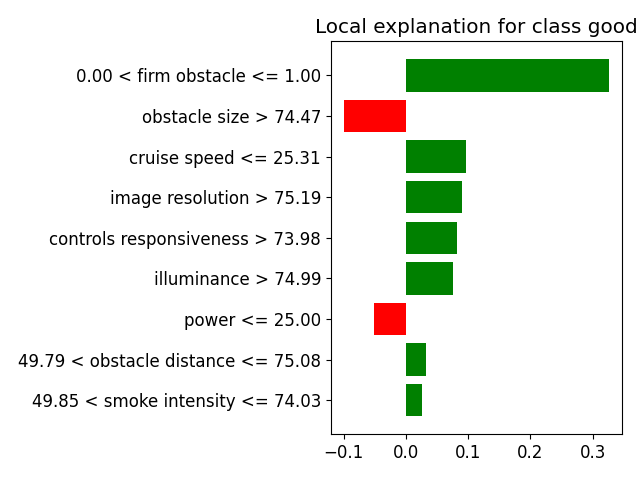 Local explanation for class good
0.00 < firm obstacle <= 1.00
obstacle size > 74.47
cruise speed <= 25.31
image resolution > 75.19
controls responsiveness > 73.98
illuminance > 74.99
power <= 25.00
49.79 < obstacle distance <= 75.08
49.85 < smoke intensity <= 74.03
−0.1 0.0 0.1 0.2 0.3